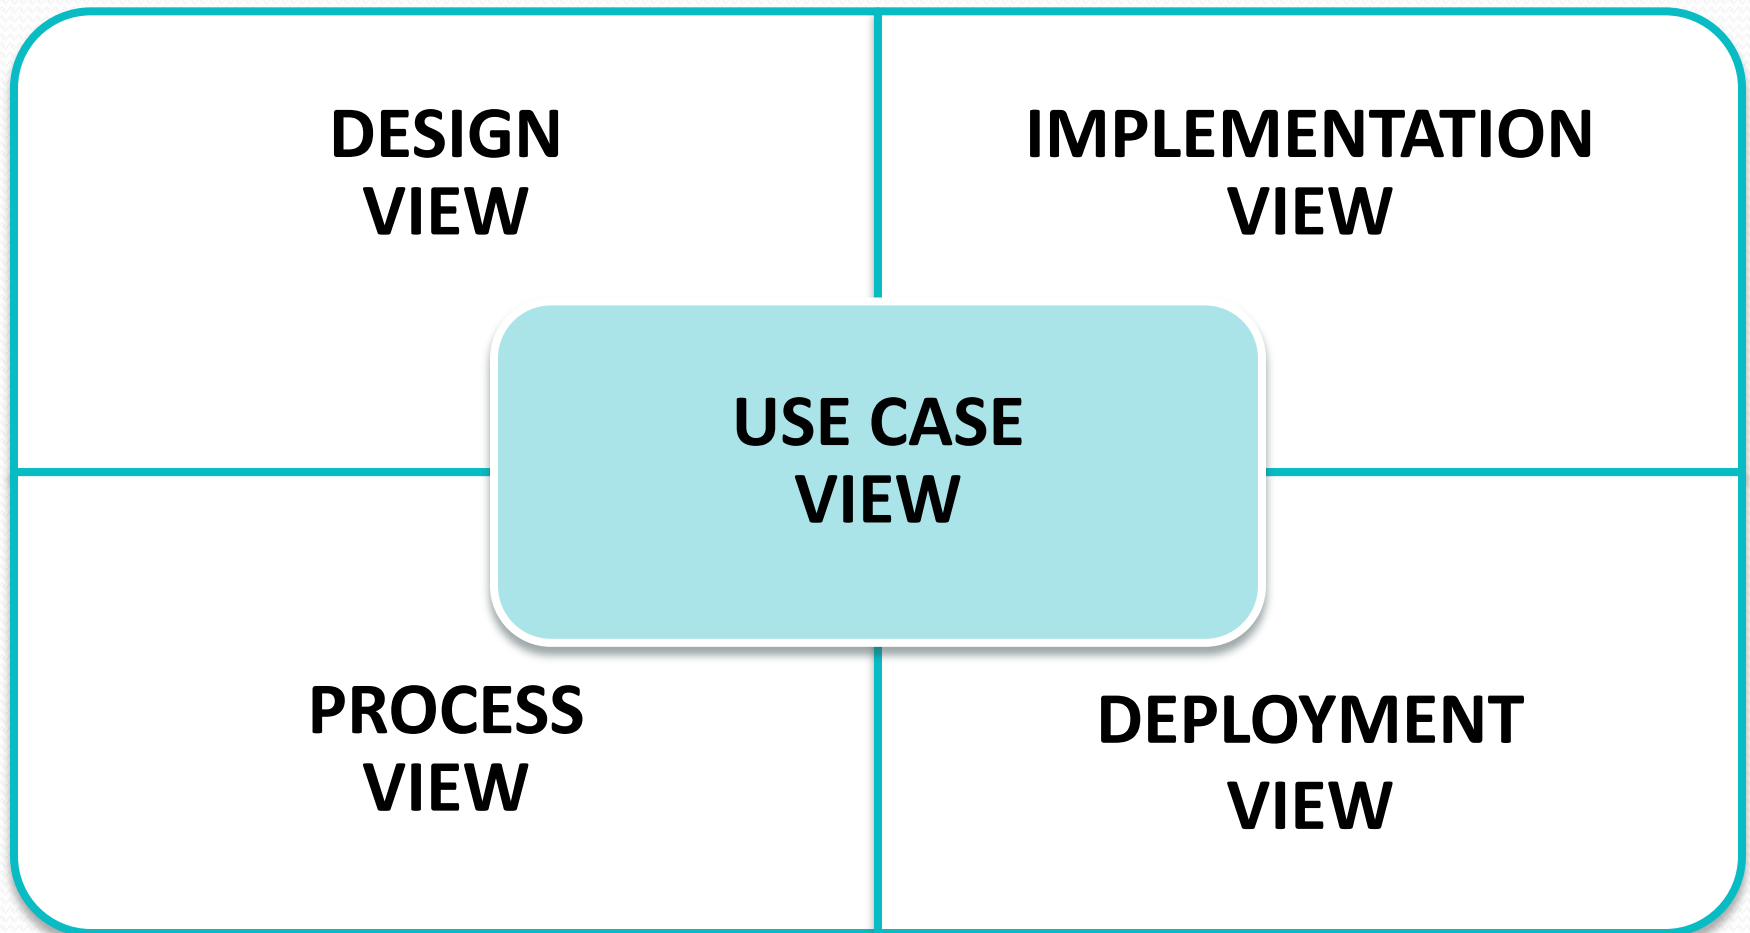 DESIGN
VIEW
IMPLEMENTATION
VIEW
USE CASE
VIEW
PROCESS
VIEW
DEPLOYMENT
VIEW